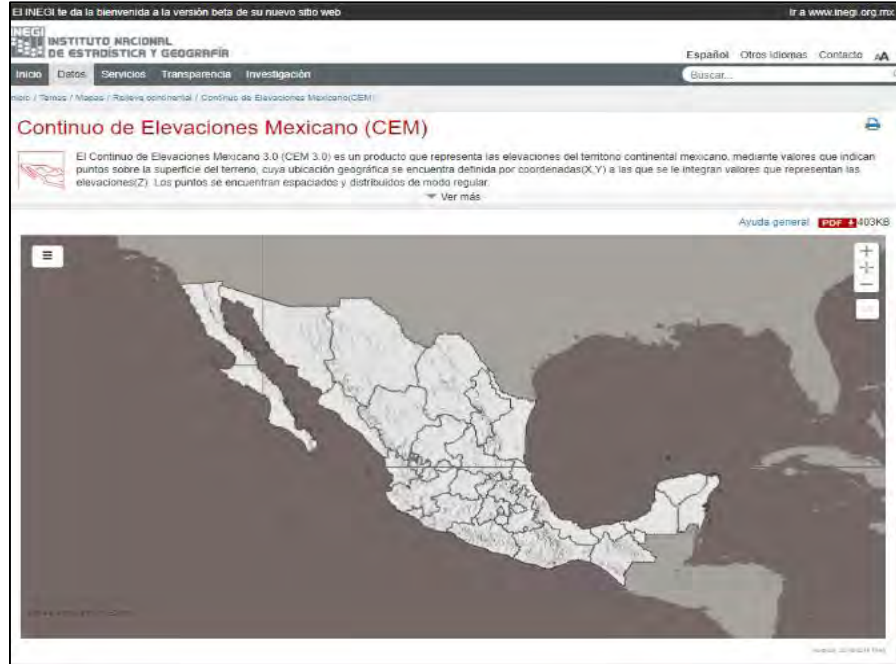 El INEGI te da la bienvenida a la versión beta de su nuevo sitio web
Ir a www.inegi.org.mx
INEGI
INSTITUTO NACIONAL
DE ESTADÍSTICA Y GEOGRAFÍA
Español Otros idiomas Contacto AA
Inicio Datos Servicios Transparencia Investigación
Buscar...
Inicio / Temas / Mapas / Relieve continental / Continuo de Elevaciones Mexicano(CEM)
Continuo de Elevaciones Mexicano (CEM)
El Continuo de Elevaciones Mexicano 3.0 (CEM 3.0) es un producto que representa las elevaciones del territorio continental mexicano, mediante valores que indican
puntos sobre la superficie del terreno, cuya ubicación geográfica se encuentra definida por coordenadas(X,Y) a las que se le integran valores que representan las
elevaciones(Z). Los puntos se encuentran espaciados y distribuidos de modo regular.
Ver más
Ayuda general PDF 403KB